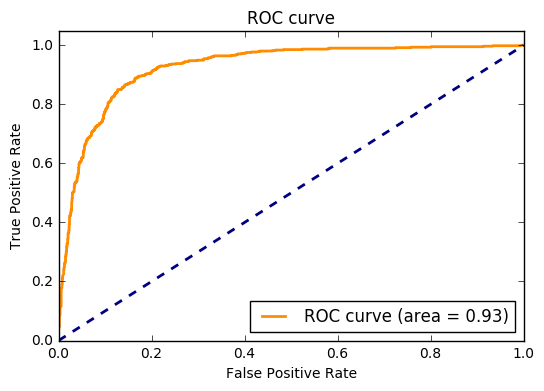 ROC curve
1.0
0.8
0.6
0.4
0.2
0.0
True Positive Rate
ROC curve (area = 0.93)
0.0 0.2 0.4 0.6 0.8 1.0
False Positive Rate